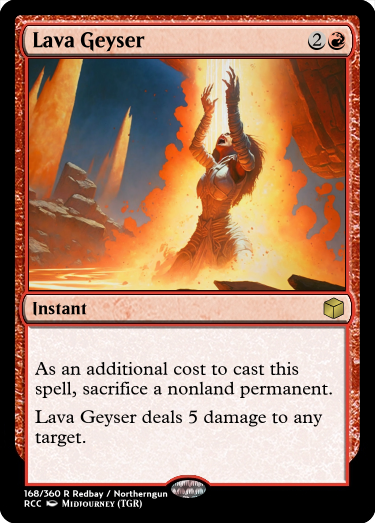 Lava Geyser 2
Instant
As an additional cost to cast this
spell, sacrifice a nonland permanent.
Lava Geyser deals 5 damage to any
target.
168/360 R Redbay / Northerngun
RCC MIDJOURNEY (TGR)